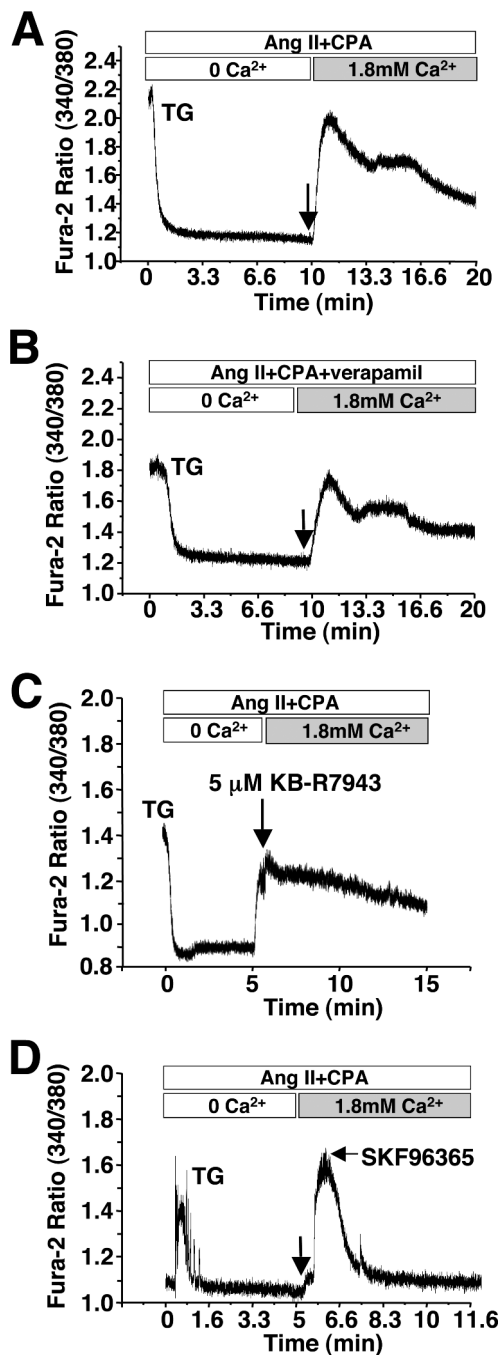 A
Ang II+CPA
0 Ca²⁺ 1.8mM Ca²⁺
Fura-2 Ratio (340/380)
2.4
2.2
2.0
1.8
1.6
1.4
1.2
1.0
TG
0 3.3 6.6 10 13.3 16.6 20
Time (min)
B
Ang II+CPA+verapamil
0 Ca²⁺ 1.8mM Ca²⁺
Fura-2 Ratio (340/380)
2.4
2.2
2.0
1.8
1.6
1.4
1.2
1.0
TG
0 3.3 6.6 10 13.3 16.6 20
Time (min)
C
Ang II+CPA
0 Ca²⁺ 1.8mM Ca²⁺
Fura-2 Ratio (340/380)
2.0
1.8
1.6
1.4
1.2
1.0
0.8
5 μM KB-R7943
TG
0 5 10 15
Time (min)
D
Ang II+CPA
0 Ca²⁺ 1.8mM Ca²⁺
Fura-2 Ratio (340/380)
2.0
1.8
1.6
1.4
1.2
1.0
SKF96365
TG
0 1.6 3.3 5 6.6 8.3 10 11.6
Time (min)